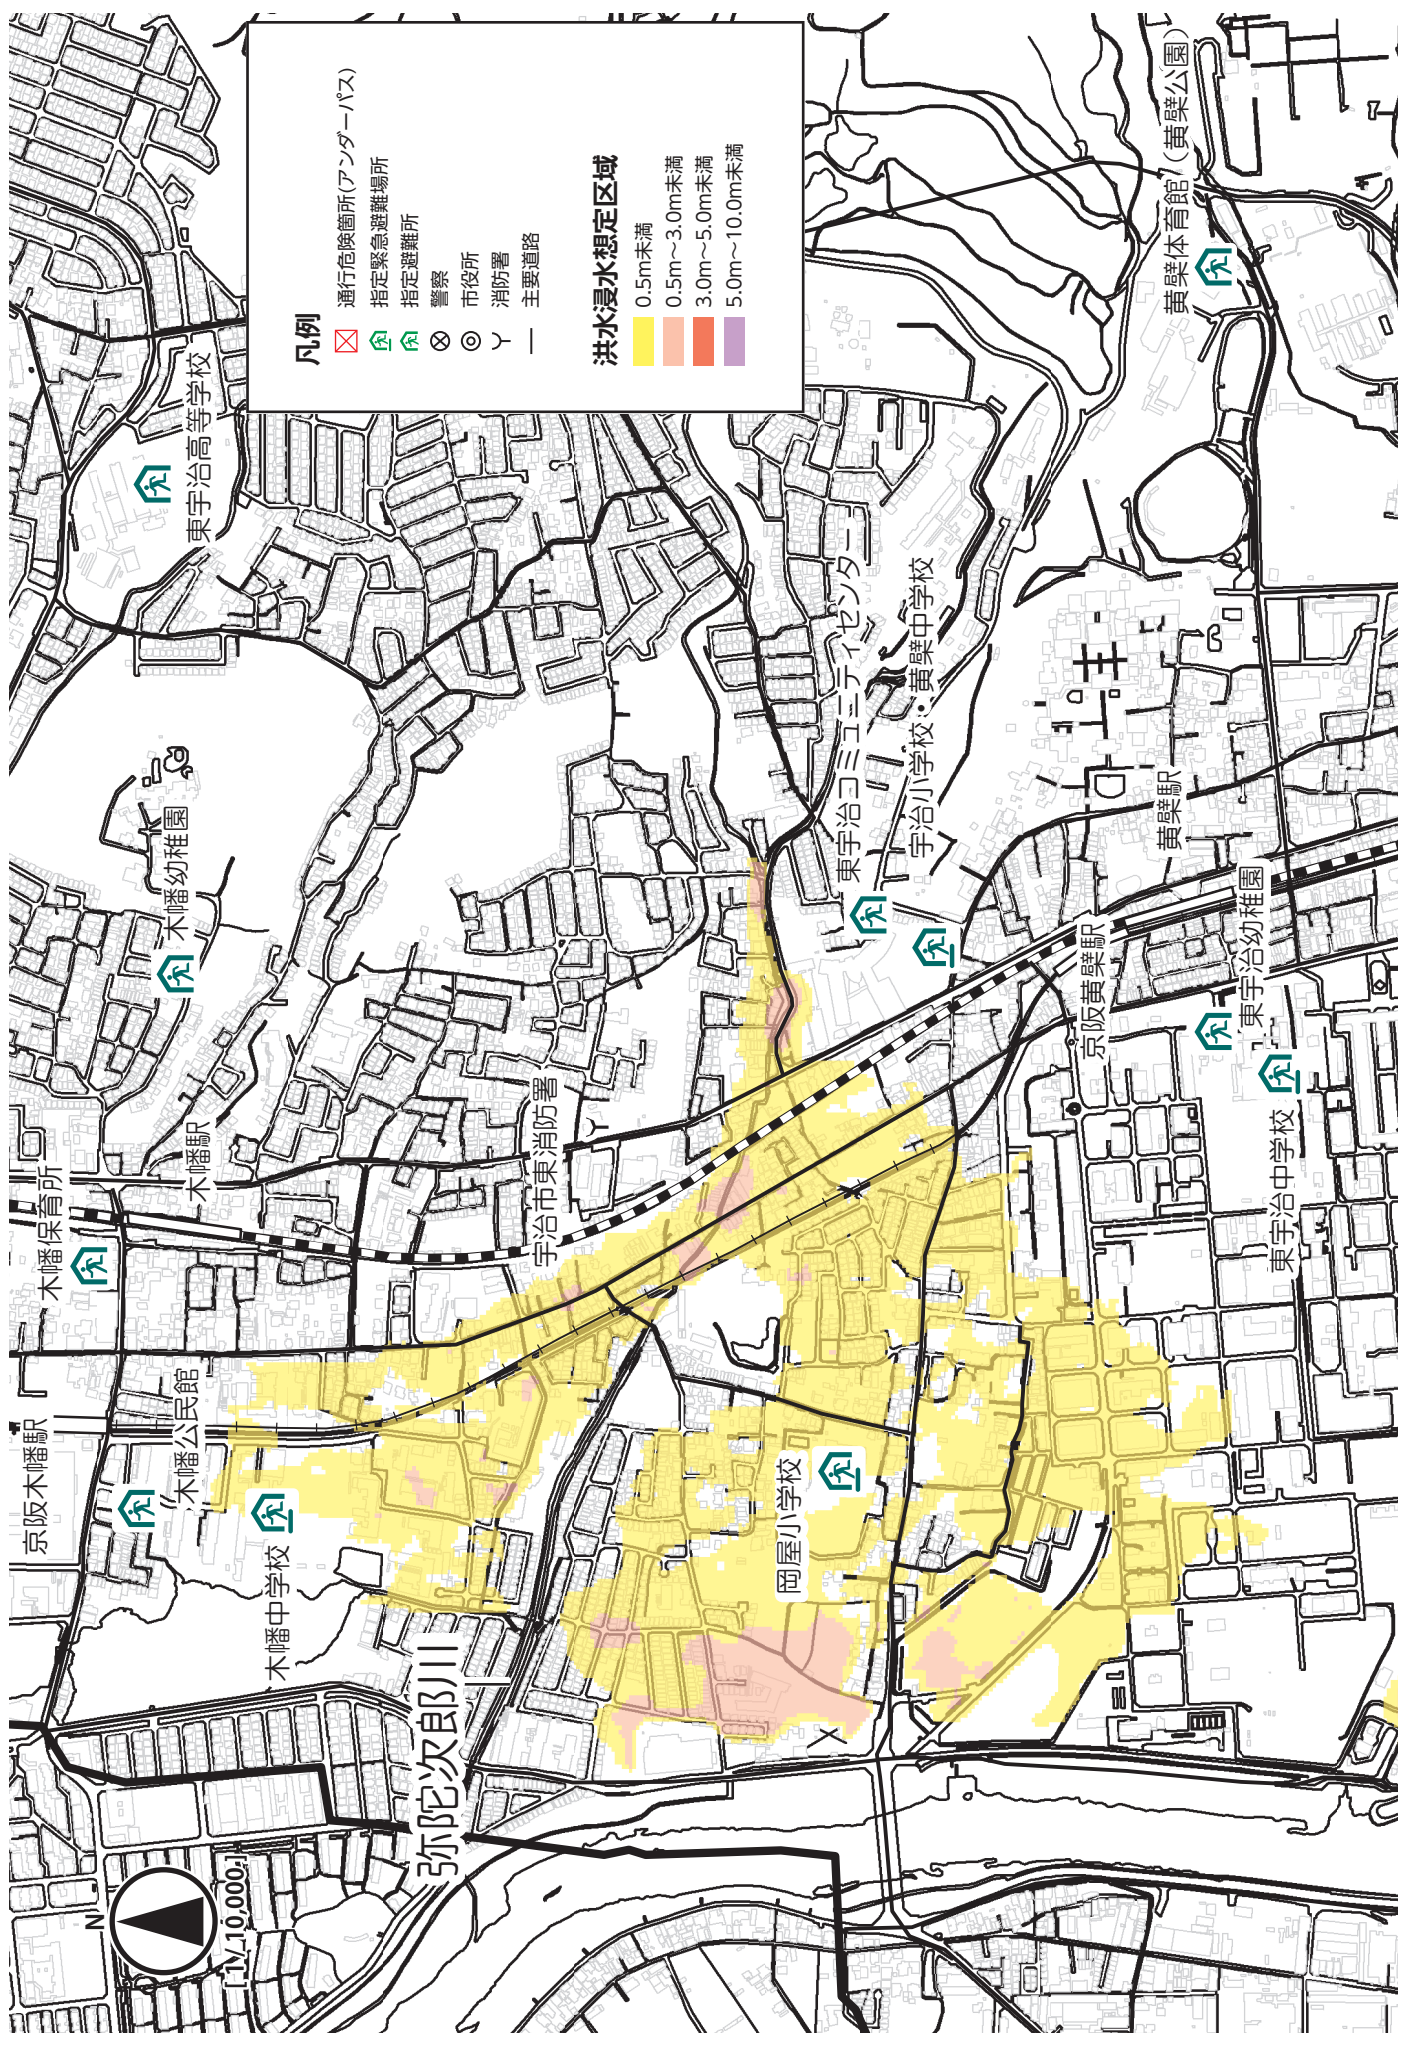 凡例
通行危険箇所(アンダーパス)
指定緊急避難場所
指定避難所
警察
市役所
消防署
主要道路
洪水浸水想定区域
0.5m未満
0.5m～3.0m未満
3.0m～5.0m未満
5.0m～10.0m未満
N
[ 1 / 10,000 ]
京阪木幡駅
木幡保育所
木幡公民館
木幡駅
木幡幼稚園
東宇治高等学校
木幡中学校
弥陀次郎川
宇治市東消防署
岡屋小学校
東宇治コミュニティセンター
宇治小学校・黄檗中学校
京阪黄檗駅
黄檗駅
黄檗体育館（黄檗公園）
東宇治幼稚園
東宇治中学校